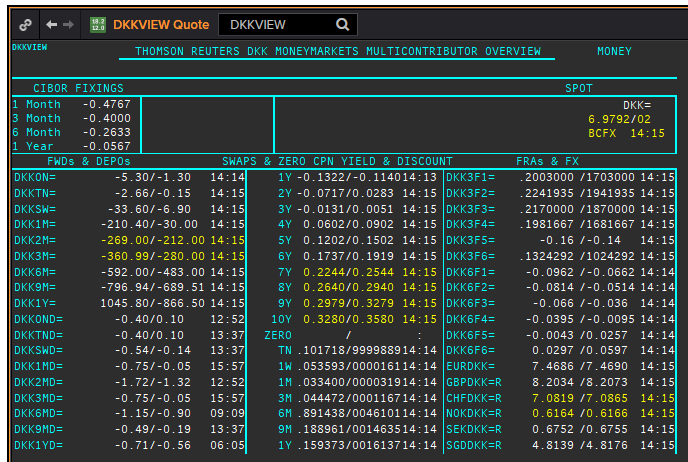 DKKVIEW Quote DKKVIEW
DKKVIEW THOMSON REUTERS DKK MONEYMARKETS MULTICONTRIBUTOR OVERVIEW MONEY
CIBOR FIXINGS SPOT
1 Month -0.4767 DKK=
3 Month -0.4000 6.9792/02
6 Month -0.2633 BCFX 14:15
1 Year -0.0567
FWDs & DEPOs SWAPS & ZERO CPN YIELD & DISCOUNT FRAs & FX
DKKON= -5.30/-1.30 14:14 1Y -0.1322/-0.1140 14:13 DKK3F1= .2003000 /1703000 14:15
DKKTN= -2.66/-0.15 14:15 2Y -0.0717/0.0283 14:15 DKK3F2= .2241935 /1941935 14:15
DKKSW= -33.60/-6.90 14:15 3Y -0.0131/0.0051 14:15 DKK3F3= .2170000 /1870000 14:15
DKK1M= -210.40/-30.00 14:15 4Y 0.0602/0.0902 14:15 DKK3F4= .1981667 /1681667 14:15
DKK2M= -269.00/-212.00 14:15 5Y 0.1202/0.1502 14:15 DKK3F5= -0.16 /-0.14 14:15
DKK3M= -360.99/-280.00 14:15 6Y 0.1737/0.1919 14:15 DKK3F6= .1324292 /1024292 14:15
DKK6M= -592.00/-483.00 14:15 7Y 0.2244/0.2544 14:15 DKK6F1= -0.0962 /-0.0662 14:14
DKK9M= -796.94/-689.51 14:15 8Y 0.2640/0.2940 14:15 DKK6F2= -0.0814 /-0.0514 14:14
DKK1Y= 1045.80/-866.50 14:15 9Y 0.2979/0.3279 14:15 DKK6F3= -0.066 /-0.036 14:14
DKKOND= -0.40/0.10 12:52 10Y 0.3280/0.3580 14:15 DKK6F4= -0.0395 /-0.0095 14:15
DKKTND= -0.40/0.10 13:37 ZERO / : DKK6F5= -0.0043 /0.0257 14:14
DKKSWD= -0.54/-0.14 13:37 TN .101718/999988914:14 DKK6F6= 0.0297 /0.0597 14:14
DKK1MD= -0.75/-0.05 15:57 1W .053593/000016114:14 EURDKK= 7.4686 /7.4690 14:15
DKK2MD= -1.72/-1.32 12:52 1M .033400/000031914:14 GBPDKK=R 8.2034 /8.2073 14:15
DKK3MD= -0.75/-0.05 15:57 3M .044472/000116714:14 CHFDKK=R 7.0819 /7.0865 14:15
DKK6MD= -1.15/-0.90 09:09 6M .891438/004610114:14 NOKDKK=R 0.6164 /0.6166 14:15
DKK9MD= -0.49/-0.19 13:37 9M .188961/001463514:14 SEKDKK=R 0.6752 /0.6755 14:15
DKK1YD= -0.71/-0.56 06:05 1Y .159373/001613714:14 SGDDKK=R 4.8139 /4.8176 14:15